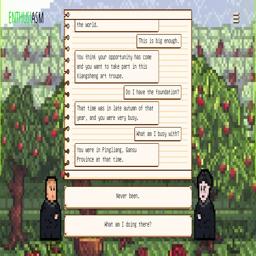 ENTHUSIASM
the world.
This is big enough.
You think your opportunity has come
and you want to take part in this
Xiangsheng art troupe.
Do I have the foundation?
That time was in late autumn of that
year, and you were very busy.
What am I busy with?
You were in Pingliang, Gansu
Province at that time.
Never been.
What am I doing there?